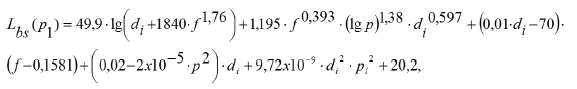 L_bs(p₁) = 49,9·lg(d_i+1840·f^1,76)+1,195·f^0,393·(lg p)^1,38·d_i^0,597+(0,01·d_i−70)·
(f−0,1581)+(0,02−2x10^−5·p^2)·d_i+9,72x10^−9·d_i^2·p_l^2+20,2,